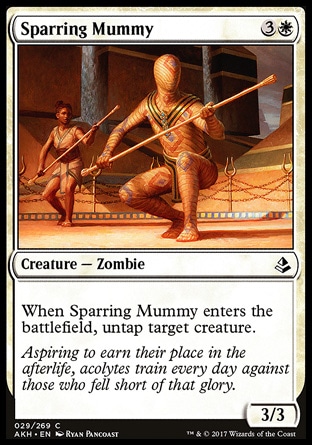 Sparring Mummy 3
Creature — Zombie
When Sparring Mummy enters the
battlefield, untap target creature.
Aspiring to earn their place in the
afterlife, acolytes train every day against
those who fell short of that glory.
3/3
029/269 C
AKH • EN Ryan Pancoast
™ & © 2017 Wizards of the Coast